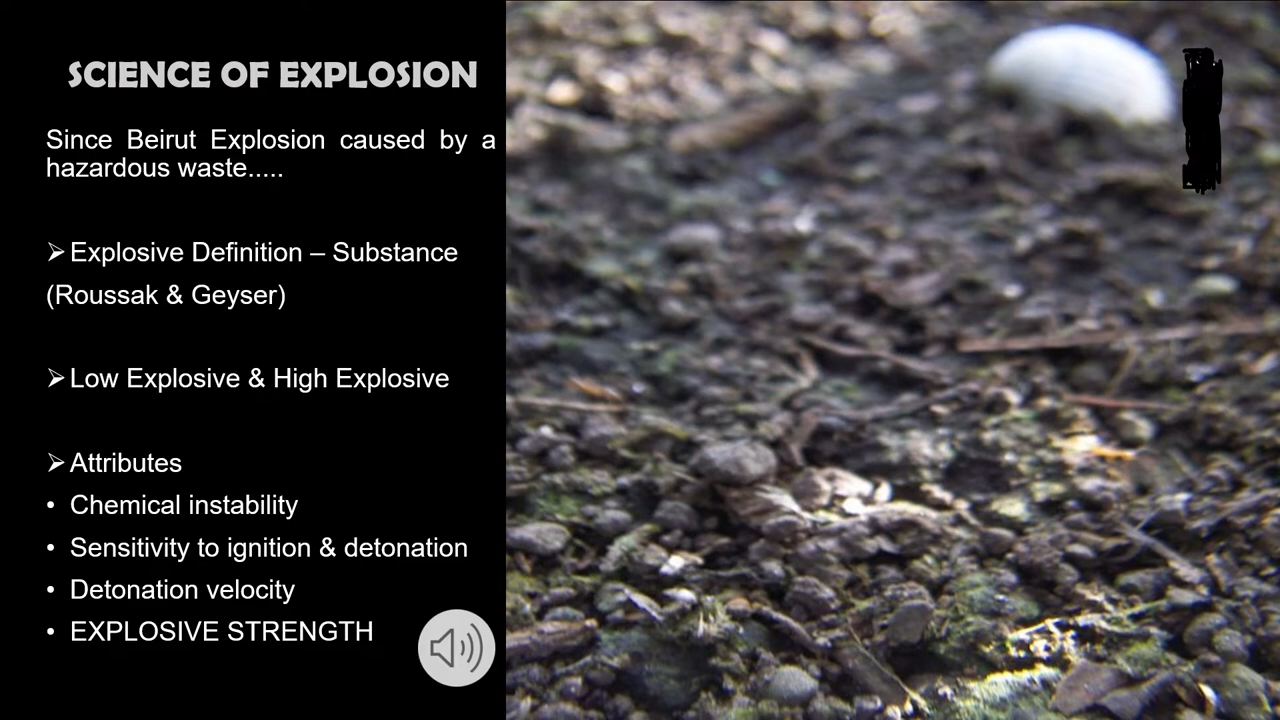 SCIENCE OF EXPLOSION
Since Beirut Explosion caused by a
hazardous waste.....
➢Explosive Definition – Substance
(Roussak & Geyser)
➢Low Explosive & High Explosive
➢Attributes
• Chemical instability
• Sensitivity to ignition & detonation
• Detonation velocity
• EXPLOSIVE STRENGTH